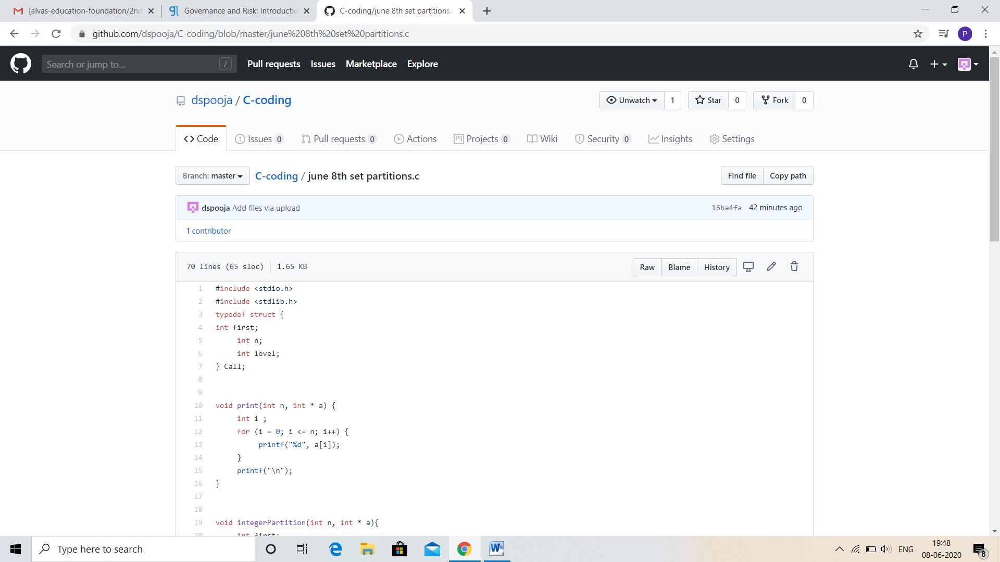 [alvas-education-foundation/2nd
Governance and Risk: Introductio
C-coding/june 8th set partitions.c
github.com/dspooja/C-coding/blob/master/june%208th%20set%20partitions.c
P
Search or jump to... /
Pull requests Issues Marketplace Explore
dspooja / C-coding
Unwatch 1 Star 0 Fork 0
Code Issues 0 Pull requests 0 Actions Projects 0 Wiki Security 0 Insights Settings
Branch: master C-coding / june 8th set partitions.c
Find file Copy path
dspooja Add files via upload
16ba4fa 42 minutes ago
1 contributor
70 lines (65 sloc) 1.65 KB
Raw Blame History
1 #include <stdio.h>
2 #include <stdlib.h>
3 typedef struct {
4 int first;
5 int n;
6 int level;
7 } Call;
8
9
10 void print(int n, int * a) {
11 int i ;
12 for (i = 0; i <= n; i++) {
13 printf("%d", a[i]);
14 }
15 printf("\n");
16 }
17
18
19 void integerPartition(int n, int * a){
20 int first;
Type here to search
ENG
19:48
08-06-2020
8